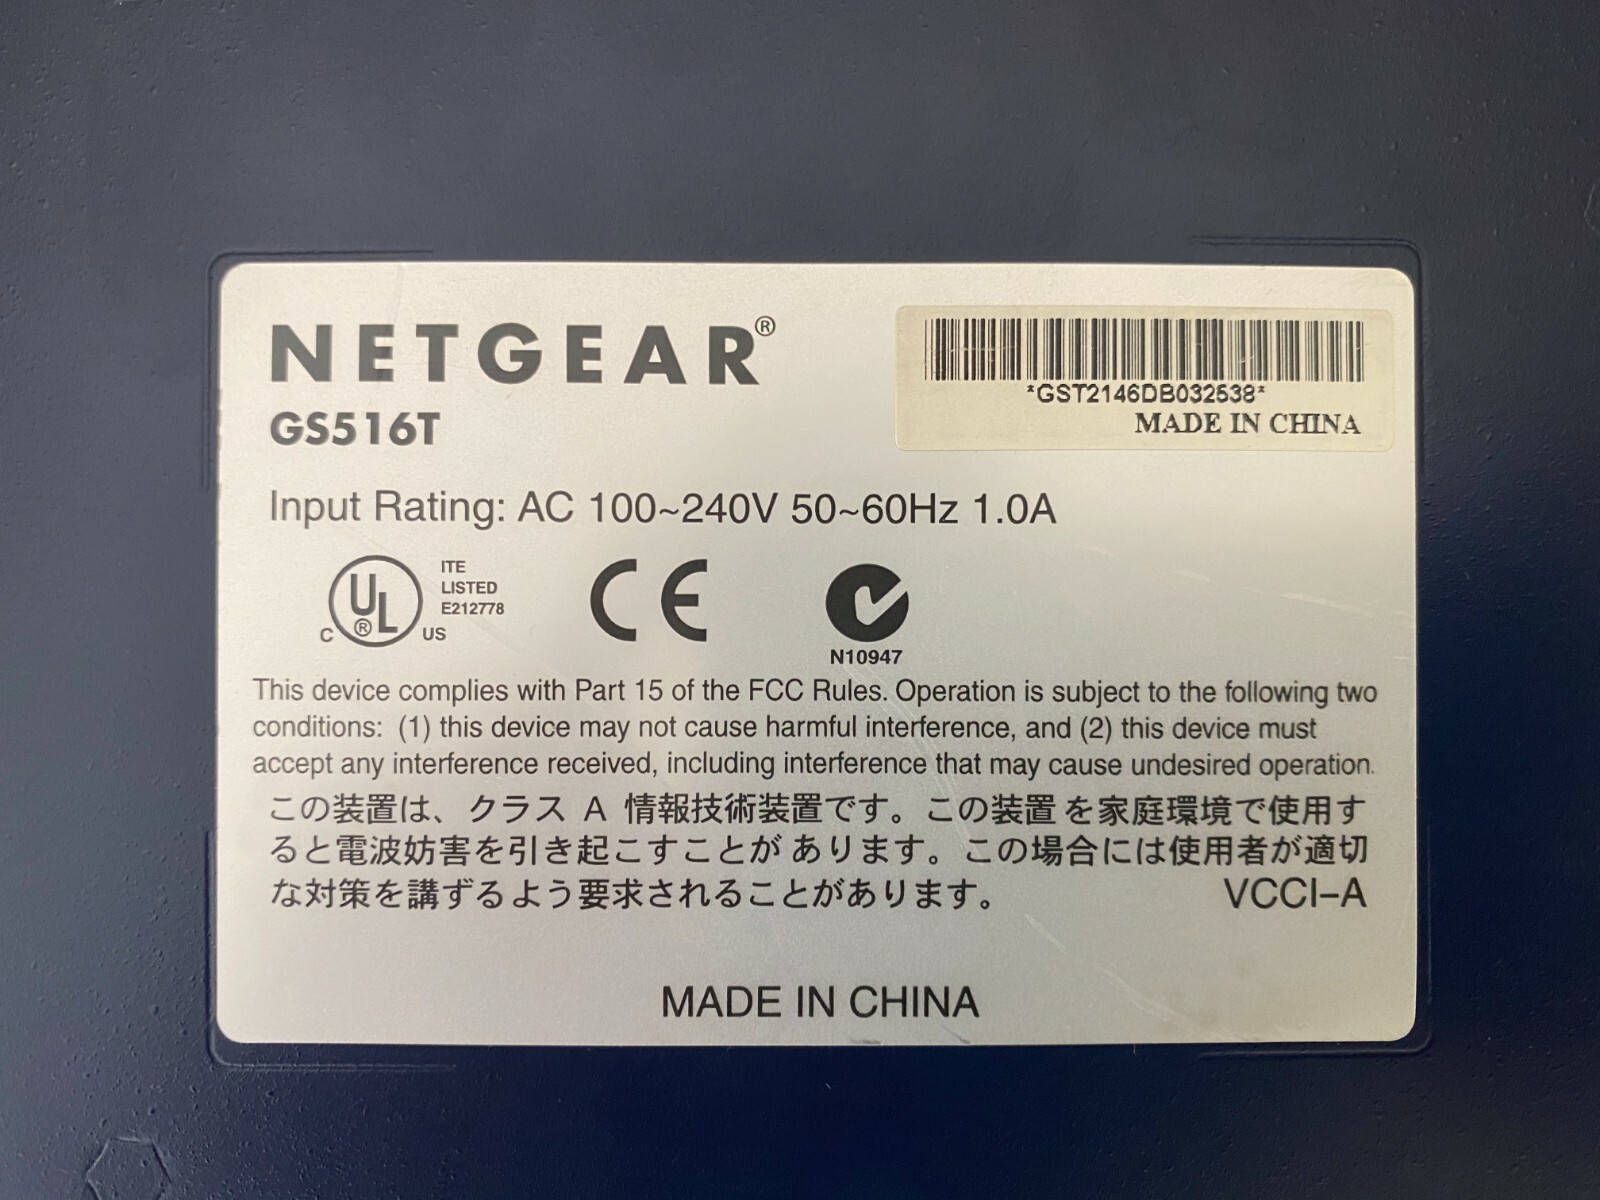 NETGEAR®
GS516T
*GST2146DB032538*
MADE IN CHINA
Input Rating: AC 100~240V 50~60Hz 1.0A
UL® C US
ITE
LISTED
E212778
CE
N10947
This device complies with Part 15 of the FCC Rules. Operation is subject to the following two
conditions: (1) this device may not cause harmful interference, and (2) this device must
accept any interference received, including interference that may cause undesired operation.
この装置は、クラス A 情報技術装置です。この装置 を家庭環境で使用す
ると電波妨害を引き起こすことが あります。この場合には使用者が適切
な対策を講ずるよう要求されることがあります。 VCCI-A
MADE IN CHINA